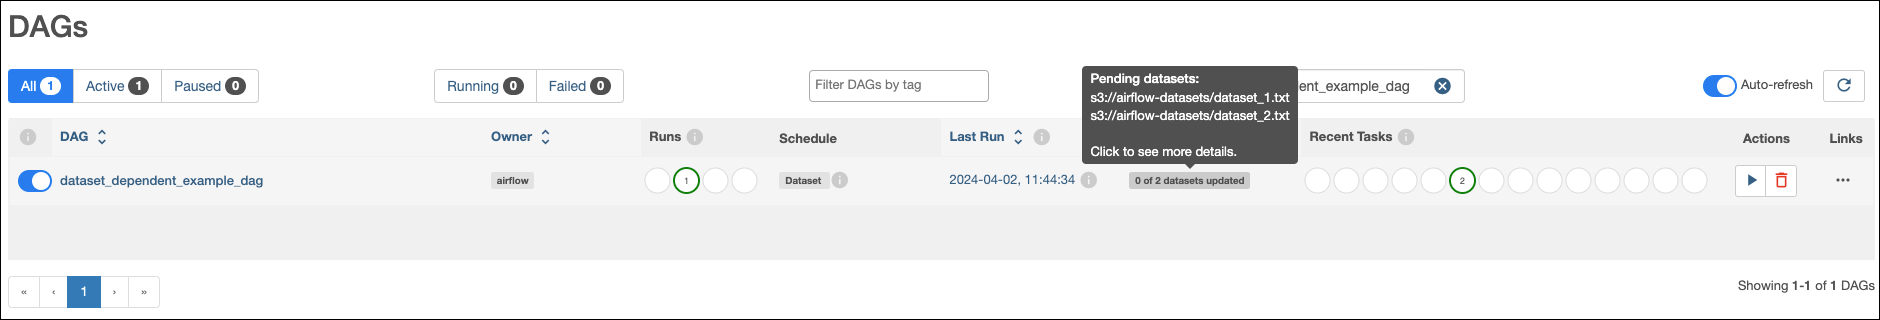 DAGs
All 1 Active 1 Paused 0 Running 0 Failed 0 Filter DAGs by tag ent_example_dag Auto-refresh
Pending datasets:
s3://airflow-datasets/dataset_1.txt
s3://airflow-datasets/dataset_2.txt
Click to see more details.
i DAG Owner Runs i Schedule Last Run i Recent Tasks i Actions Links
dataset_dependent_example_dag airflow 1 Dataset i 2024-04-02, 11:44:34 i 0 of 2 datasets updated 2 ...
« ‹ 1 › »
Showing 1-1 of 1 DAGs